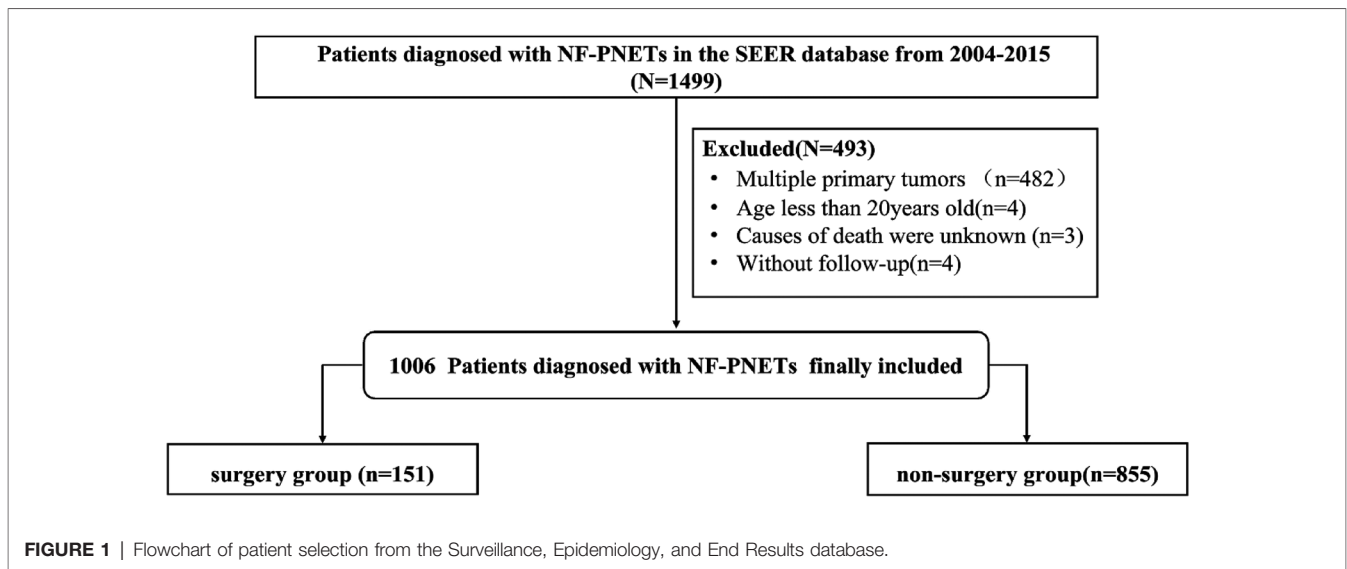 Patients diagnosed with NF-PNETs in the SEER database from 2004-2015
(N=1499)
Excluded(N=493)
• Multiple primary tumors （n=482）
• Age less than 20years old(n=4)
• Causes of death were unknown (n=3)
• Without follow-up(n=4)
1006 Patients diagnosed with NF-PNETs finally included
surgery group (n=151)
non-surgery group(n=855)
FIGURE 1 | Flowchart of patient selection from the Surveillance, Epidemiology, and End Results database.